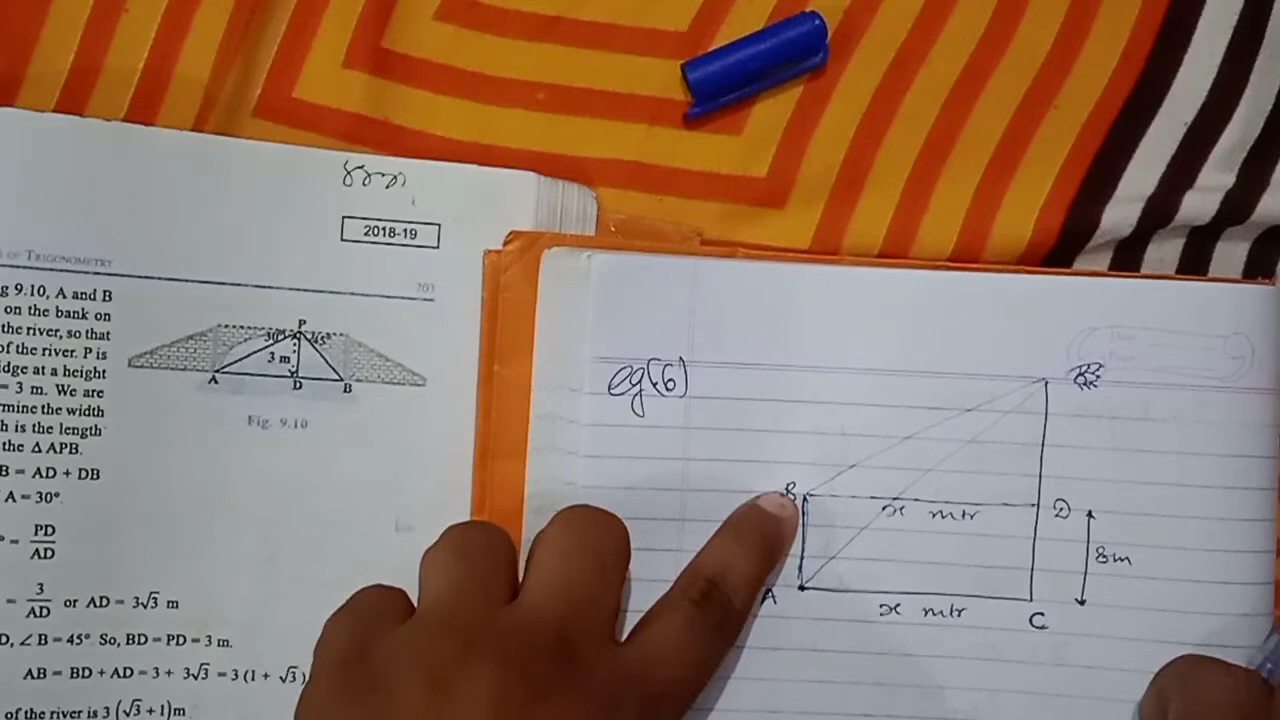 2018-19
OF TRIGONOMETRY
203
g 9.10, A and B
on the bank on
the river, so that
of the river. P is
idge at a height
= 3 m. We are
rmine the width
h is the length
the Δ APB.
B = AD + DB
A = 30°.
° = PD
AD
= 3
AD or AD = 3√3 m
D, ∠ B = 45°. So, BD = PD = 3 m.
AB = BD + AD = 3 + 3√3 = 3 (1 + √3)
of the river is 3 (√3 + 1) m
P
30°
45°
3 m
A
D
B
Fig. 9.10
eg(6)
B
x mtr
D
8m
A
x mtr
C